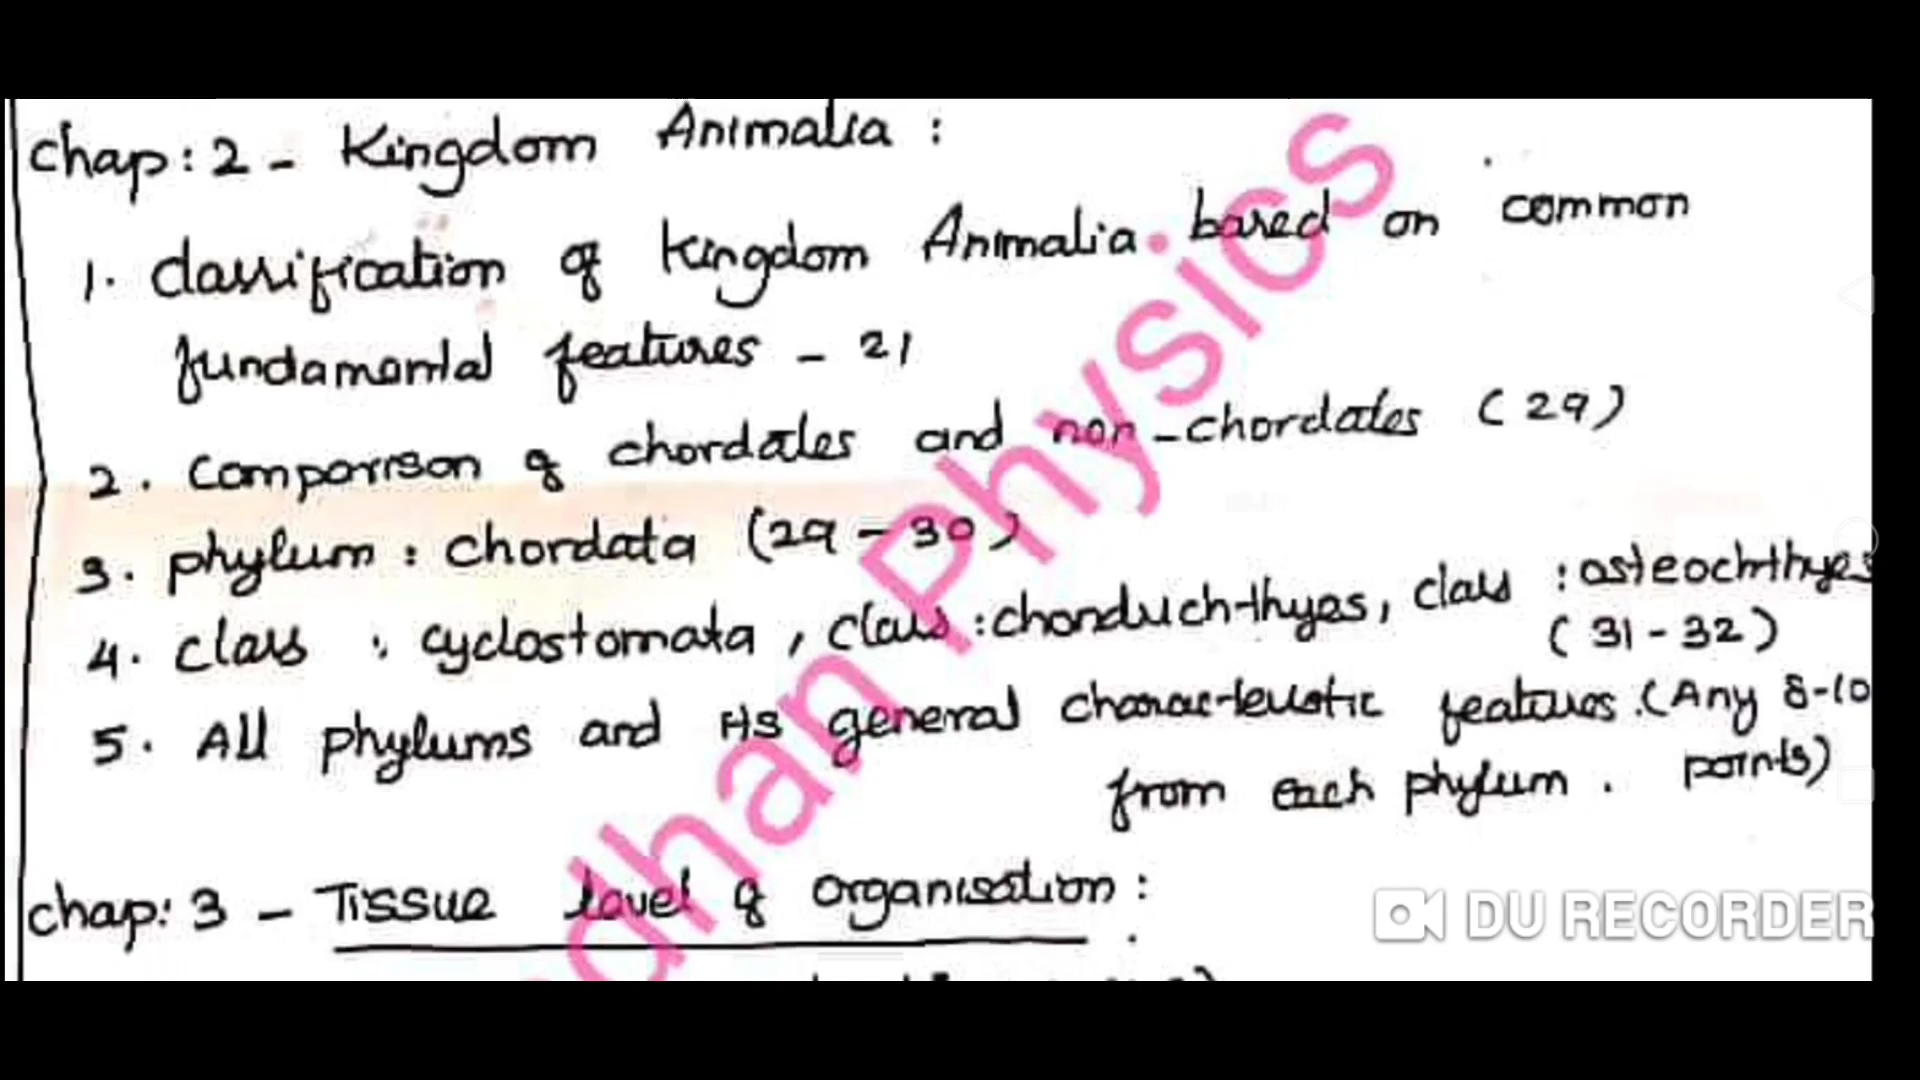 Chap: 2 - Kingdom Animalia :
1. classification of Kingdom Animalia based on common
fundamental features - 21
2. Comparison of chordates and non-chordates (29)
3. phylum : Chordata (29-30)
4. class : cyclostomata, class : chonduchthyes, class : osteochthyes
(31-32)
5. All phylums and its general characteristic features. (Any 8-10
from each phylum. points)
chap: 3 - Tissue level of organisation :
dhan Physics
DU RECORDER